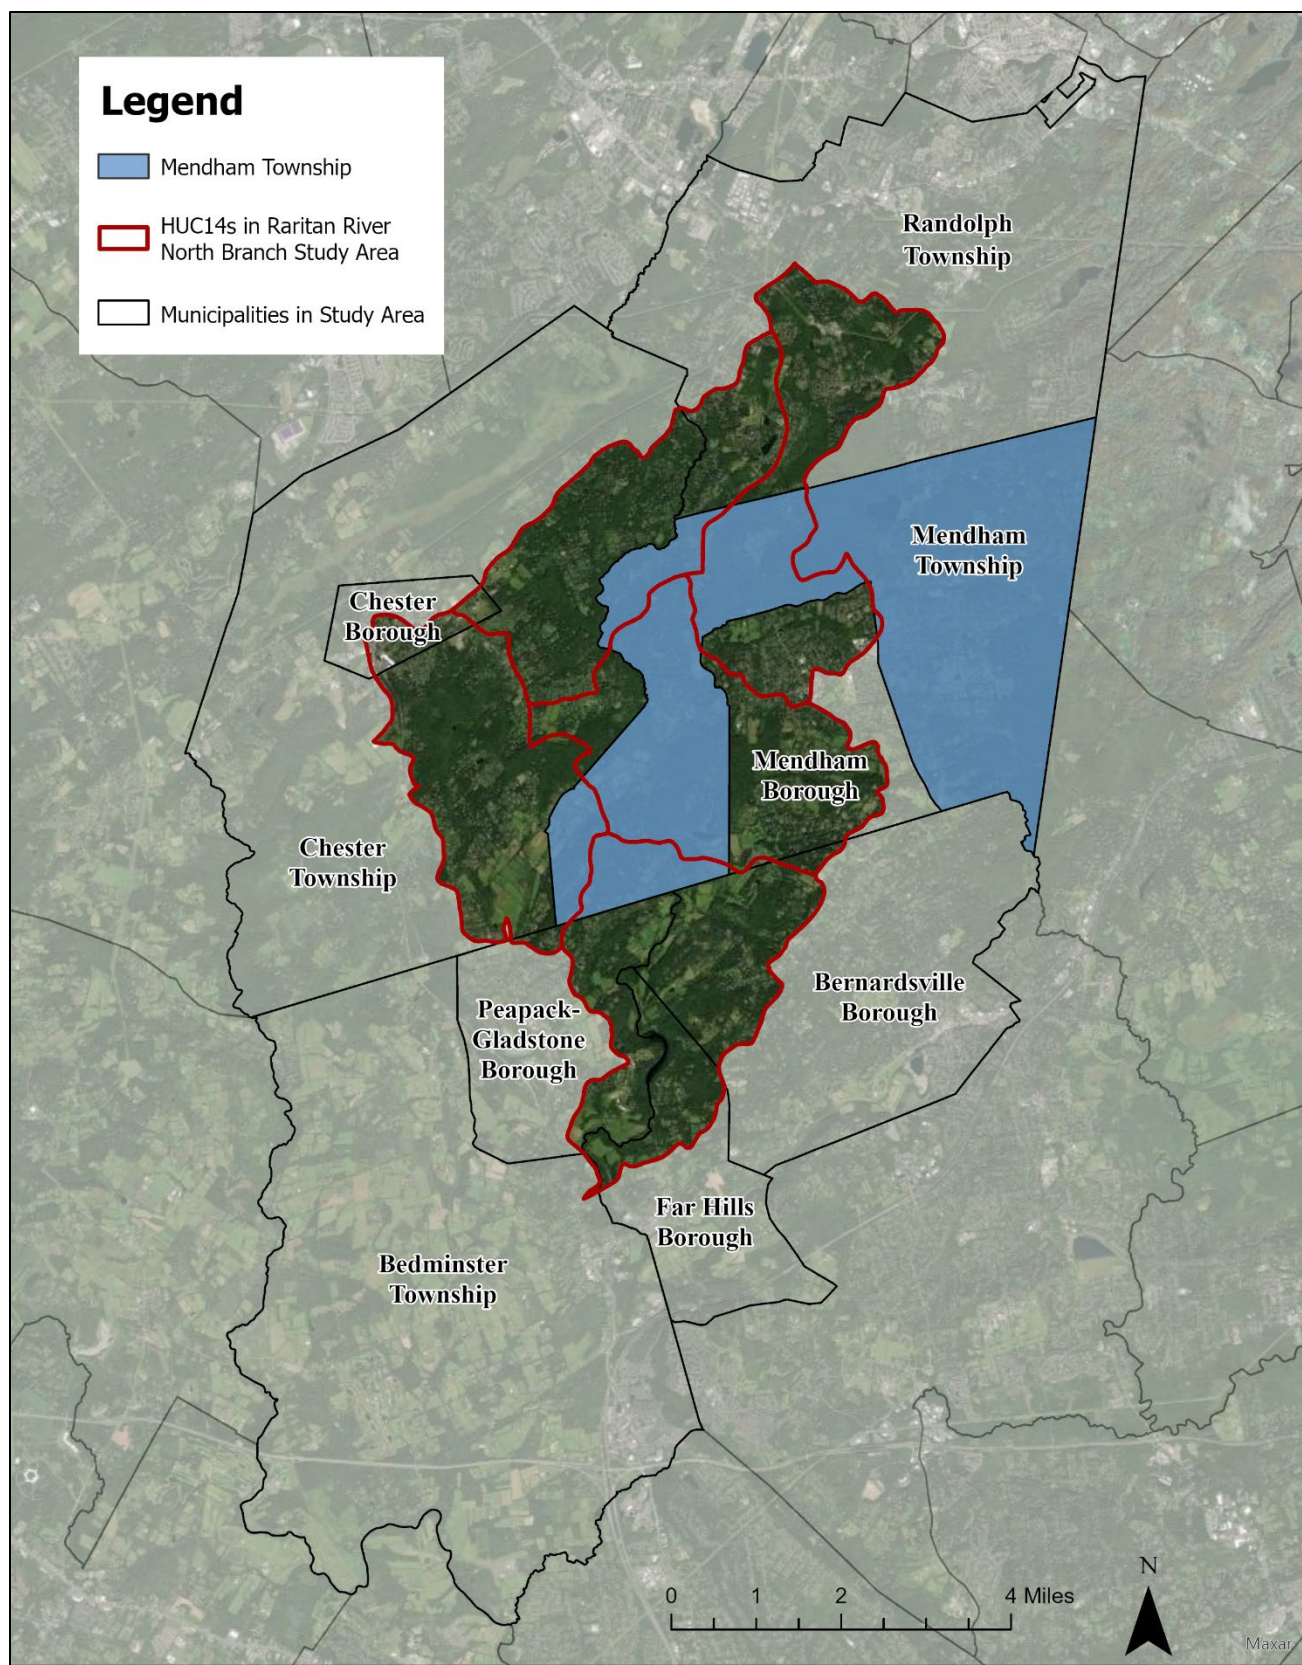 Legend
Mendham Township
HUC14s in Raritan River
North Branch Study Area
Municipalities in Study Area
Randolph
Township
Mendham
Township
Chester
Borough
Mendham
Borough
Chester
Township
Bernardsville
Borough
Peapack-
Gladstone
Borough
Far Hills
Borough
Bedminster
Township
0 1 2 4 Miles
N
Maxar